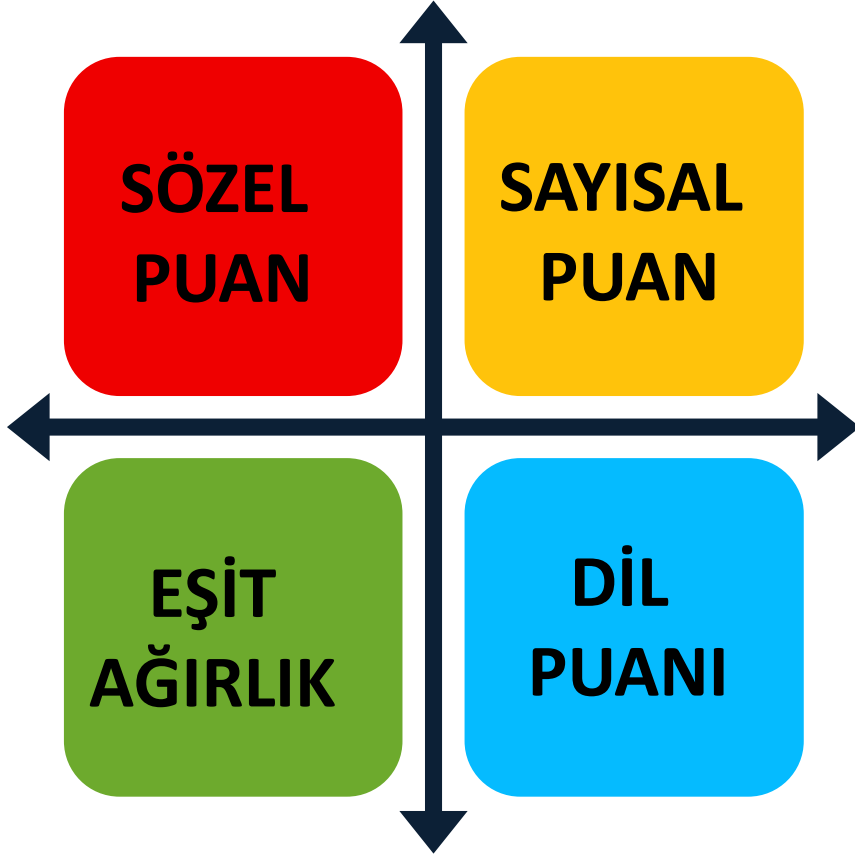 SÖZEL
PUAN
SAYISAL
PUAN
EŞİT
AĞIRLIK
DİL
PUANI